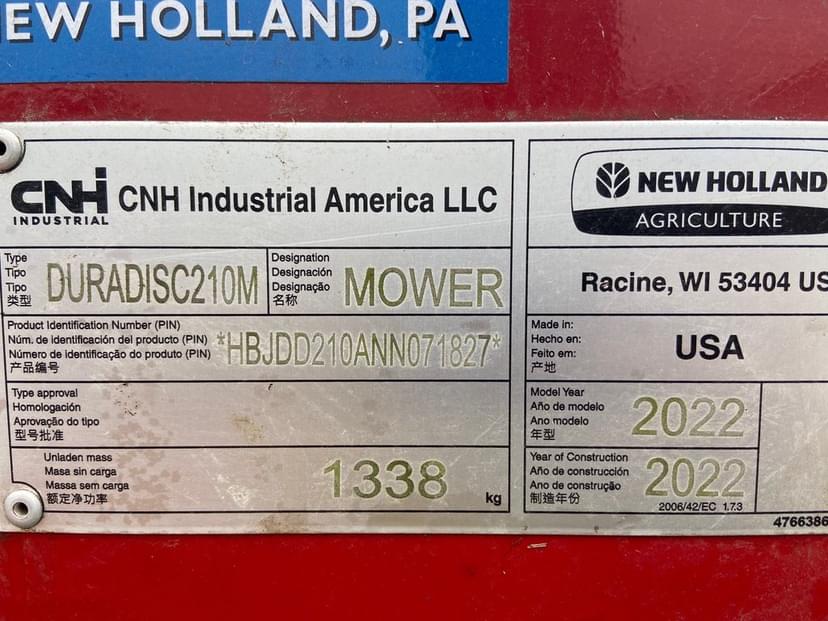 NEW HOLLAND, PA
CNH
INDUSTRIAL
CNH Industrial America LLC
NEW HOLLAND
AGRICULTURE
Type
Tipo
Tipo
类型
DURADISC210M
Designation
Designación
Designação
名称
MOWER
Racine, WI 53404 US
Product Identification Number (PIN)
Núm. de identificación del producto (PIN)
Número de identificação do produto (PIN)
产品编号
*HBJDD210ANN071827*
Made in:
Hecho en:
Feito em:
产地
USA
Type approval
Homologación
Aprovação do tipo
型号批准
Model Year
Año de modelo
Ano modelo
年型
2022
Unladen mass
Masa sin carga
Massa sem carga
额定净功率
1338
kg
Year of Construction
Año de construcción
Ano de construção
制造年份
2022
2006/42/EC 1.7.3
4766386